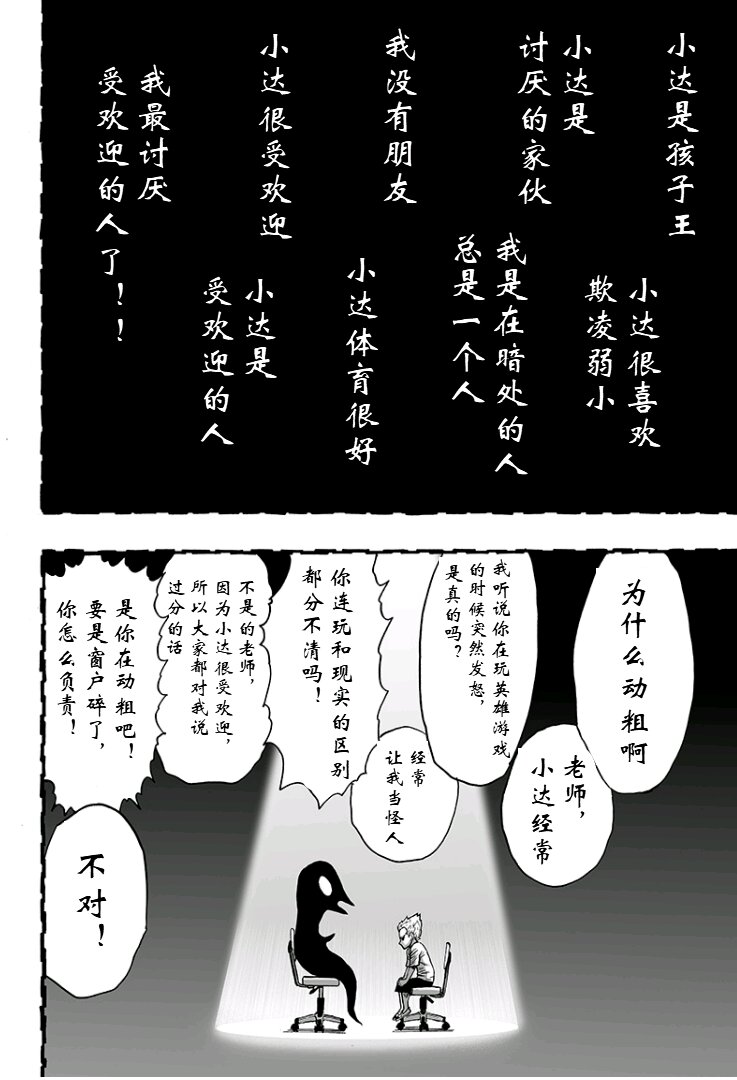 小达是孩子王
小达很喜欢
欺凌弱小
小达是
讨厌的家伙
我是在暗处的人
总是一个人
我没有朋友
小达体育很好
小达很受欢迎
小达是
受欢迎的人
我最讨厌
受欢迎的人了！！
为什么动粗啊
老师，
小达经常
我听说你在玩英雄游戏
的时候突然发怒，
是真的吗？
经常
让我当怪人
你连玩和现实的区别
都分不清吗！
不是的老师，
因为小达很受欢迎，
所以大家都对我说
过分的话
是你在动粗吧！
要是窗户碎了，
你怎么负责！
不对！